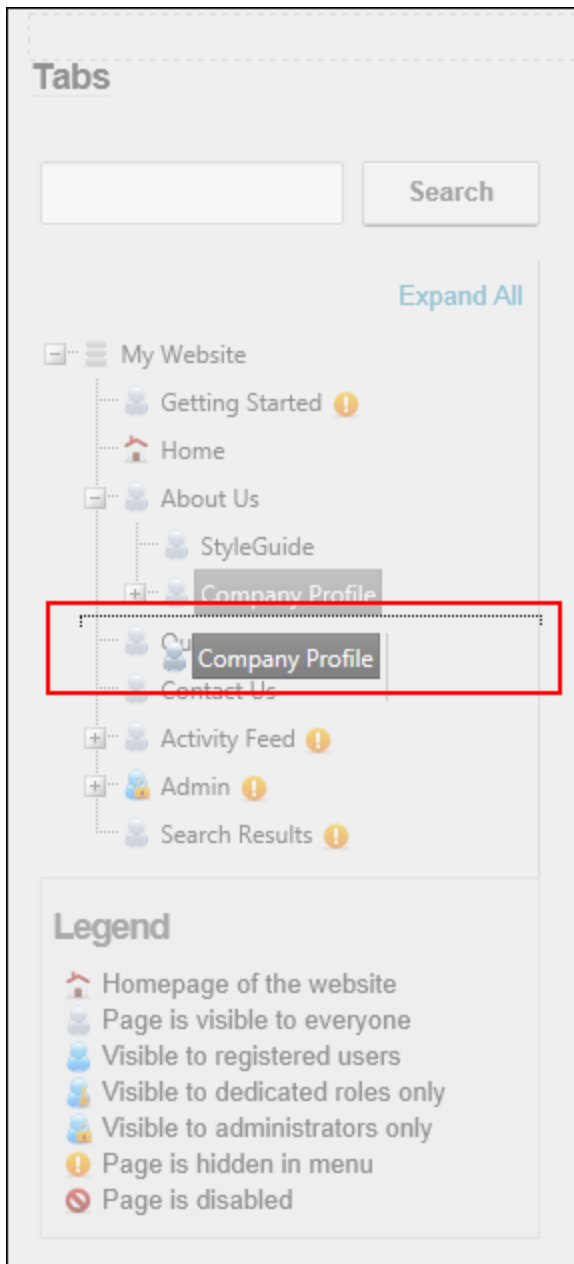 Tabs
Search
Expand All
My Website
Getting Started
Home
About Us
StyleGuide
Company Profile
Company Profile
Contact Us
Activity Feed
Admin
Search Results
Legend
Homepage of the website
Page is visible to everyone
Visible to registered users
Visible to dedicated roles only
Visible to administrators only
Page is hidden in menu
Page is disabled